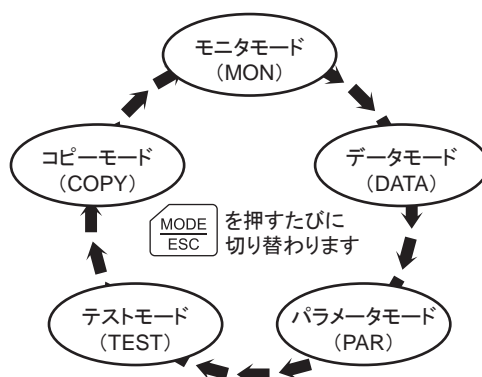 モニタモード
(MON)
データモード
(DATA)
パラメータモード
(PAR)
テストモード
(TEST)
コピーモード
(COPY)
MODE
ESC
を押すたびに
切り替わります